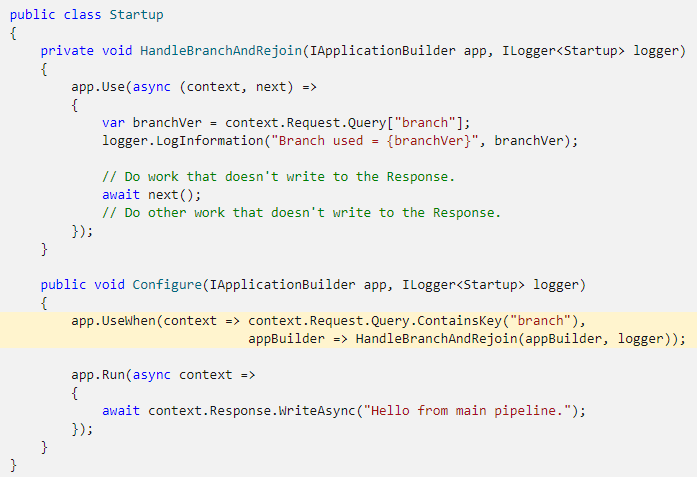 public class Startup
{
    private void HandleBranchAndRejoin(IApplicationBuilder app, ILogger<Startup> logger)
    {
        app.Use(async (context, next) =>
        {
            var branchVer = context.Request.Query["branch"];
            logger.LogInformation("Branch used = {branchVer}", branchVer);

            // Do work that doesn't write to the Response.
            await next();
            // Do other work that doesn't write to the Response.
        });
    }

    public void Configure(IApplicationBuilder app, ILogger<Startup> logger)
    {
        app.UseWhen(context => context.Request.Query.ContainsKey("branch"),
                               appBuilder => HandleBranchAndRejoin(appBuilder, logger));

        app.Run(async context =>
        {
            await context.Response.WriteAsync("Hello from main pipeline.");
        });
    }
}